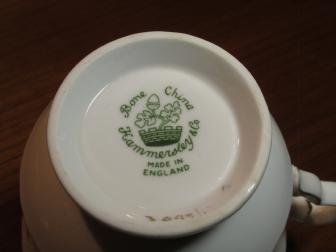 Bone China
Hammersley & Co
MADE IN
ENGLAND